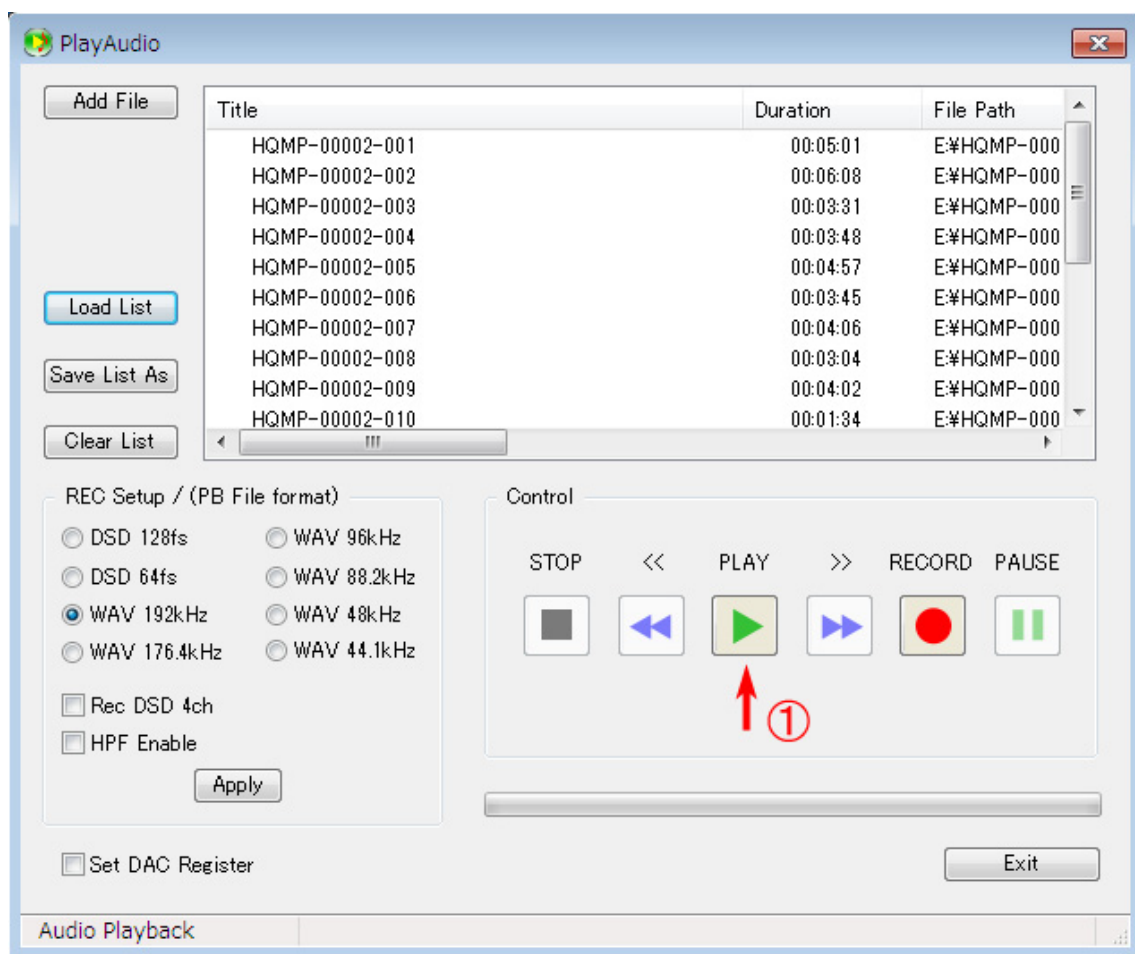 PlayAudio
Add File
Title Duration File Path
HQMP-00002-001 00:05:01 E:¥HQMP-000
HQMP-00002-002 00:06:08 E:¥HQMP-000
HQMP-00002-003 00:03:31 E:¥HQMP-000
HQMP-00002-004 00:03:48 E:¥HQMP-000
HQMP-00002-005 00:04:57 E:¥HQMP-000
HQMP-00002-006 00:03:45 E:¥HQMP-000
HQMP-00002-007 00:04:06 E:¥HQMP-000
HQMP-00002-008 00:03:04 E:¥HQMP-000
HQMP-00002-009 00:04:02 E:¥HQMP-000
HQMP-00002-010 00:01:34 E:¥HQMP-000
Load List
Save List As
Clear List
REC Setup / (PB File format)
DSD 128fs WAV 96kHz
DSD 64fs WAV 88.2kHz
WAV 192kHz WAV 48kHz
WAV 176.4kHz WAV 44.1kHz
Rec DSD 4ch
HPF Enable
Apply
Control
STOP << PLAY >> RECORD PAUSE
①
Set DAC Register
Exit
Audio Playback